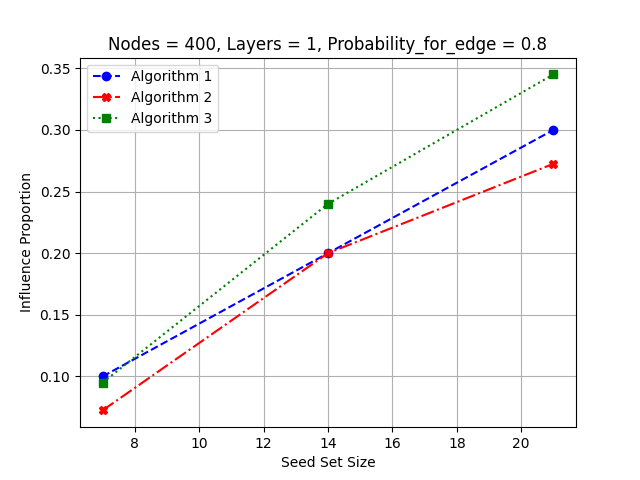 Nodes = 400, Layers = 1, Probability_for_edge = 0.8
Algorithm 1
Algorithm 2
Algorithm 3
Influence Proportion
0.35
0.30
0.25
0.20
0.15
0.10
8 10 12 14 16 18 20
Seed Set Size